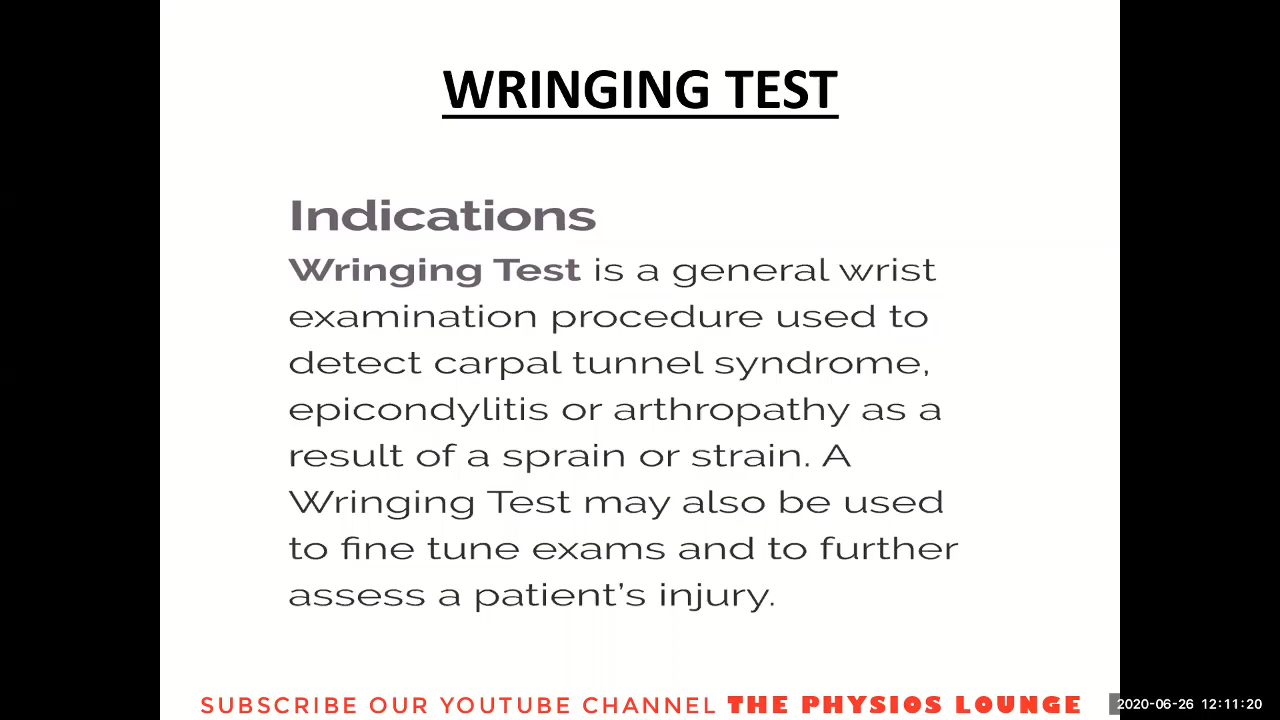 WRINGING TEST
Indications
Wringing Test is a general wrist
examination procedure used to
detect carpal tunnel syndrome,
epicondylitis or arthropathy as a
result of a sprain or strain. A
Wringing Test may also be used
to fine tune exams and to further
assess a patient’s injury.
SUBSCRIBE OUR YOUTUBE CHANNEL THE PHYSIOS LOUNGE
2020-06-26 12:11:20